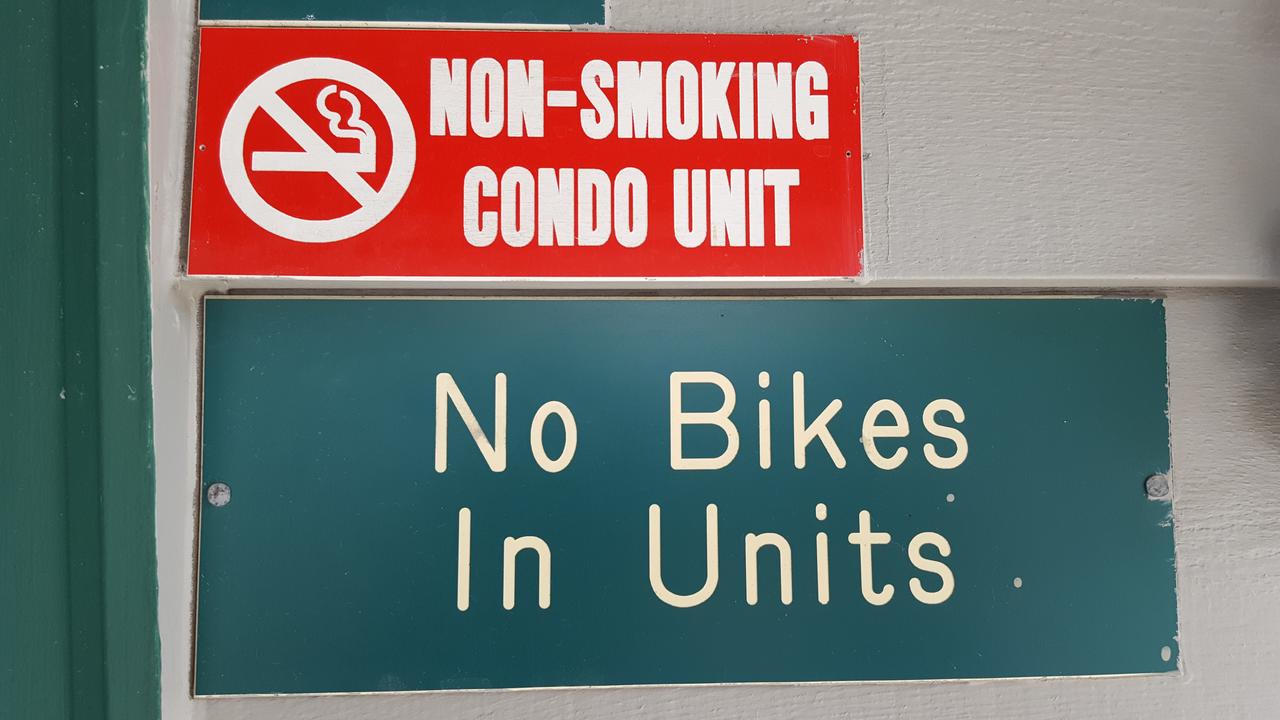 NON-SMOKING
CONDO UNIT
No Bikes
In Units